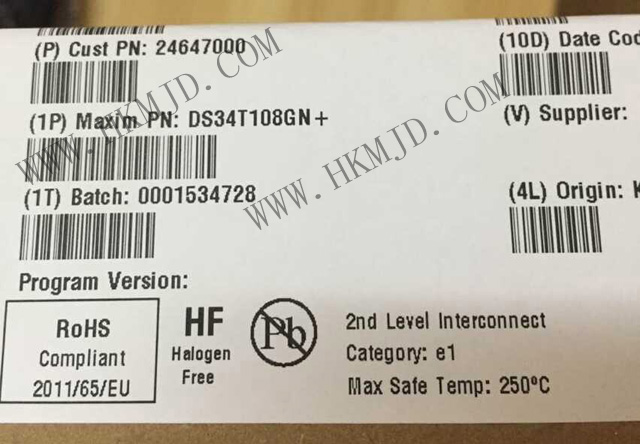 (P) Cust PN: 24647000
(10D) Date Cod
(1P) Maxim PN: DS34T108GN+
(V) Supplier:
(1T) Batch: 0001534728
(4L) Origin: K
Program Version:
RoHS
Compliant
2011/65/EU
HF
Halogen
Free
Pb
2nd Level Interconnect
Category: e1
Max Safe Temp: 250ºC
WWW.HKMJD.COM
WWW.HKMJD.COM